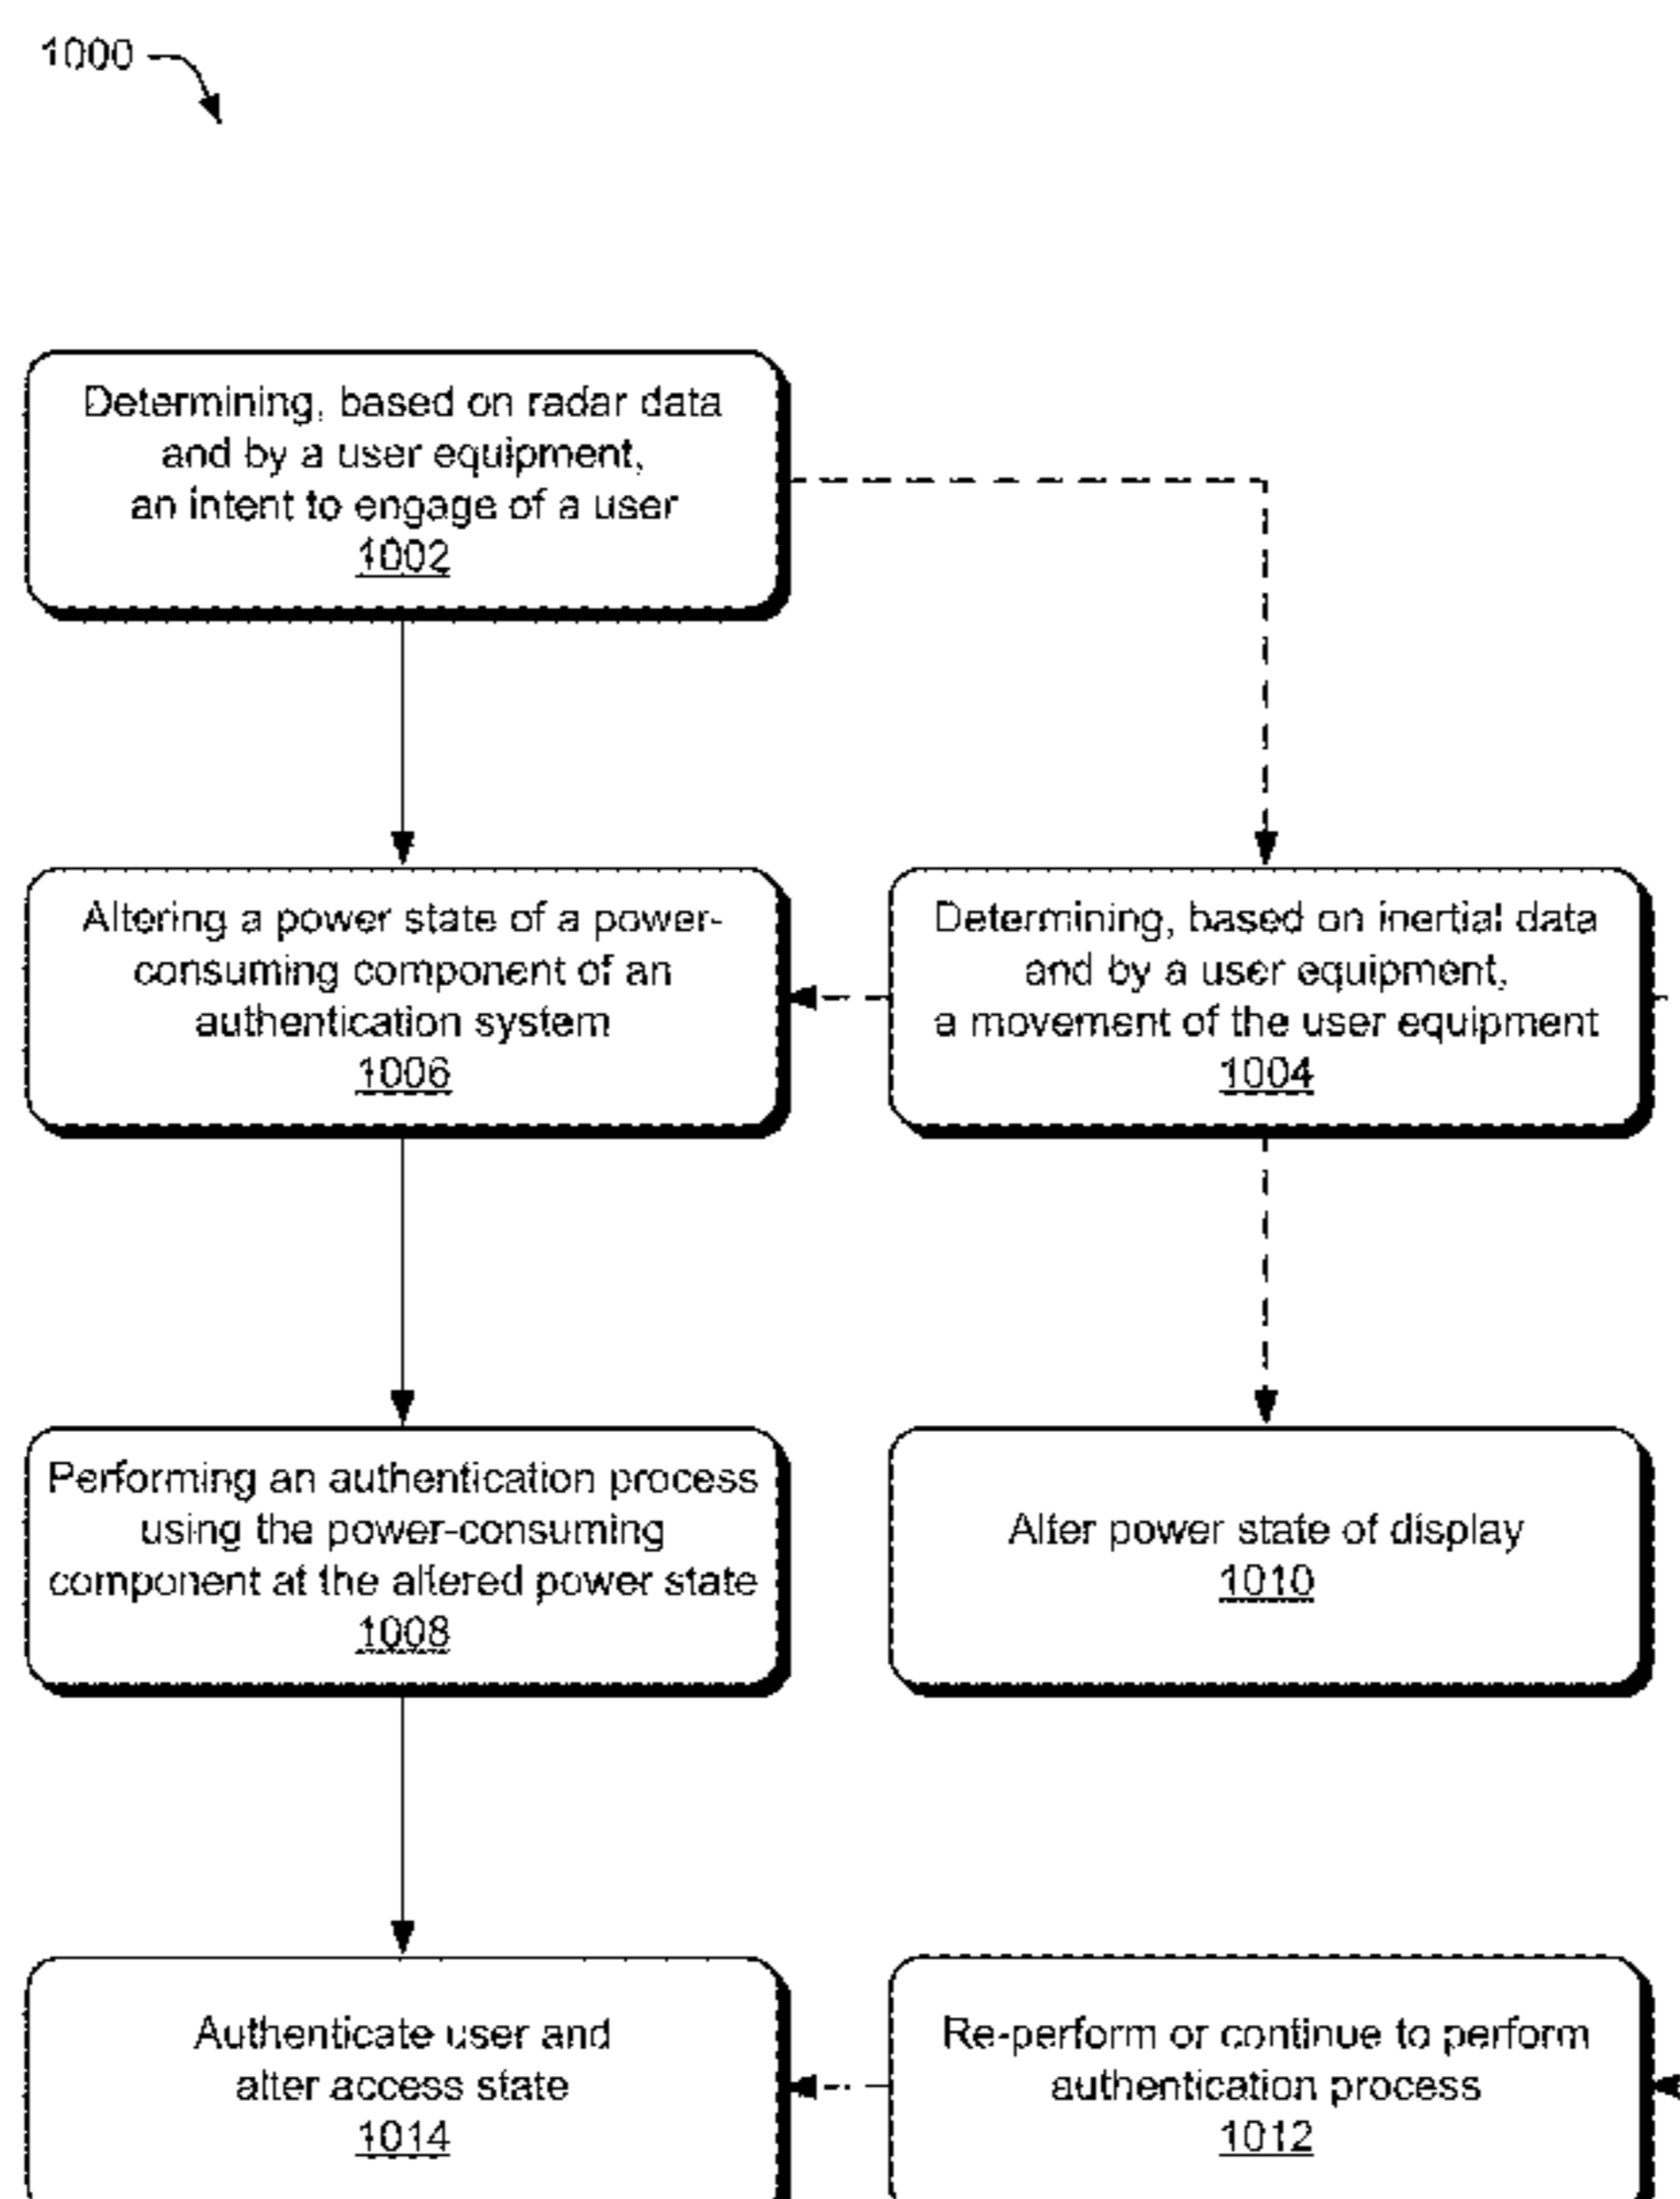 1000
Determining, based on radar data
and by a user equipment,
an intent to engage of a user
1002
Altering a power state of a power-
consuming component of an
authentication system
1006
Determining, based on inertial data
and by a user equipment,
a movement of the user equipment
1004
Performing an authentication process
using the power-consuming
component at the altered power state
1008
Alter power state of display
1010
Authenticate user and
alter access state
1014
Re-perform or continue to perform
authentication process
1012